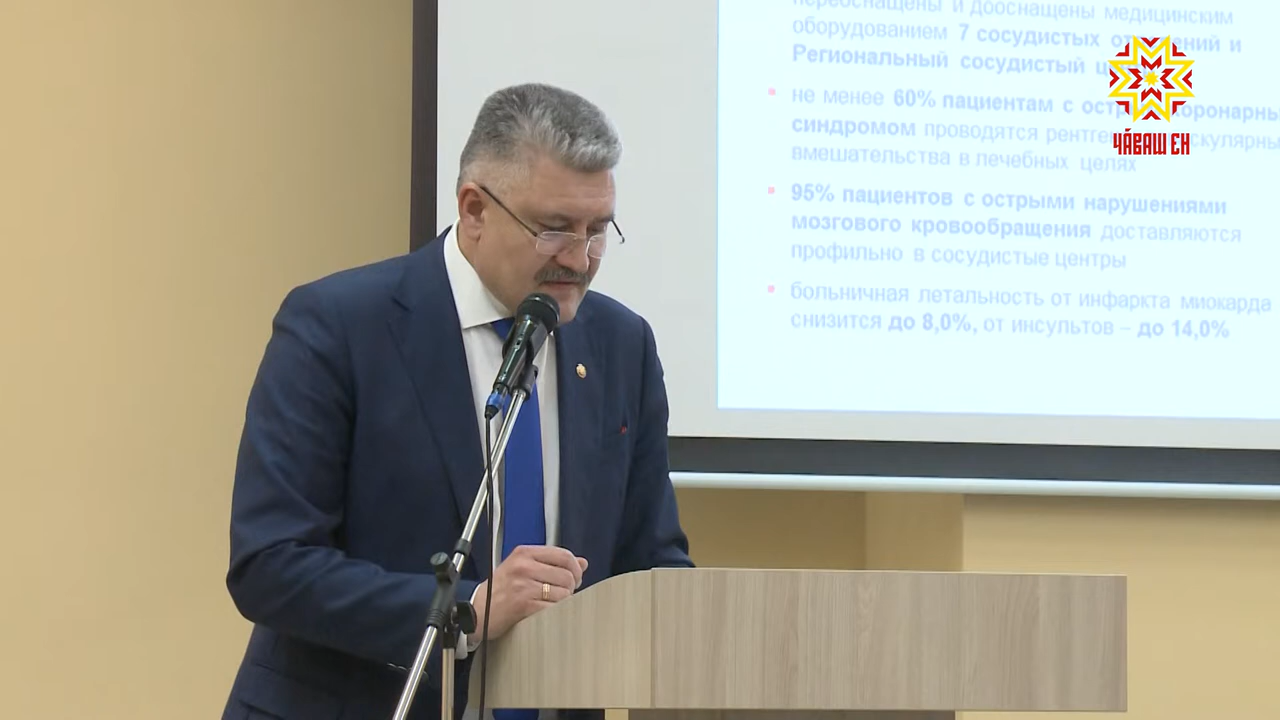 переоснащены и дооснащены медицинским
оборудованием 7 сосудистых и
Региональный сосудистый
не менее 60% пациентам с
синдромом проводятся
вмешательства в лечебных целях
95% пациентов с острыми нарушениями
мозгового кровообращения доставляются
профильно в сосудистые центры
больничная летальность от инфаркта миокарда
снизится до 8,0%, от инсультов – до 14,0%
ЧӐВАШ ЕН